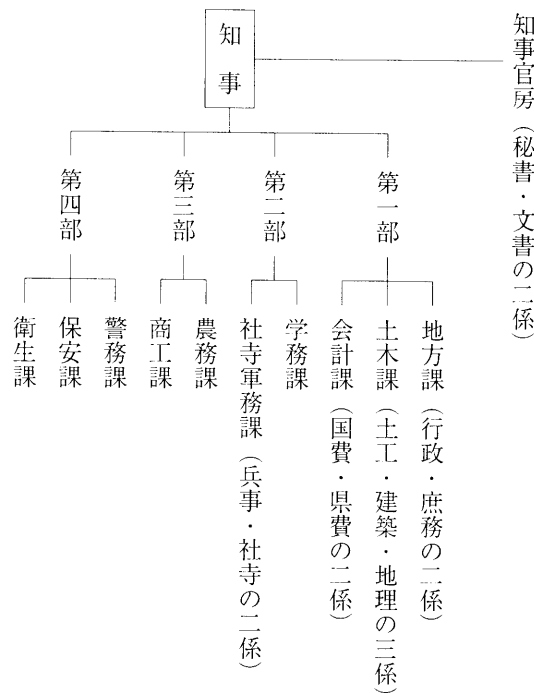 知事官房（秘書・文書の二係）
知事
第一部
地方課（行政・庶務の二係）
土木課（土工・建築・地理の三係）
会計課（国費・県費の二係）
第二部
学務課
社寺軍務課（兵事・社寺の二係）
第三部
農務課
商工課
第四部
警務課
保安課
衛生課